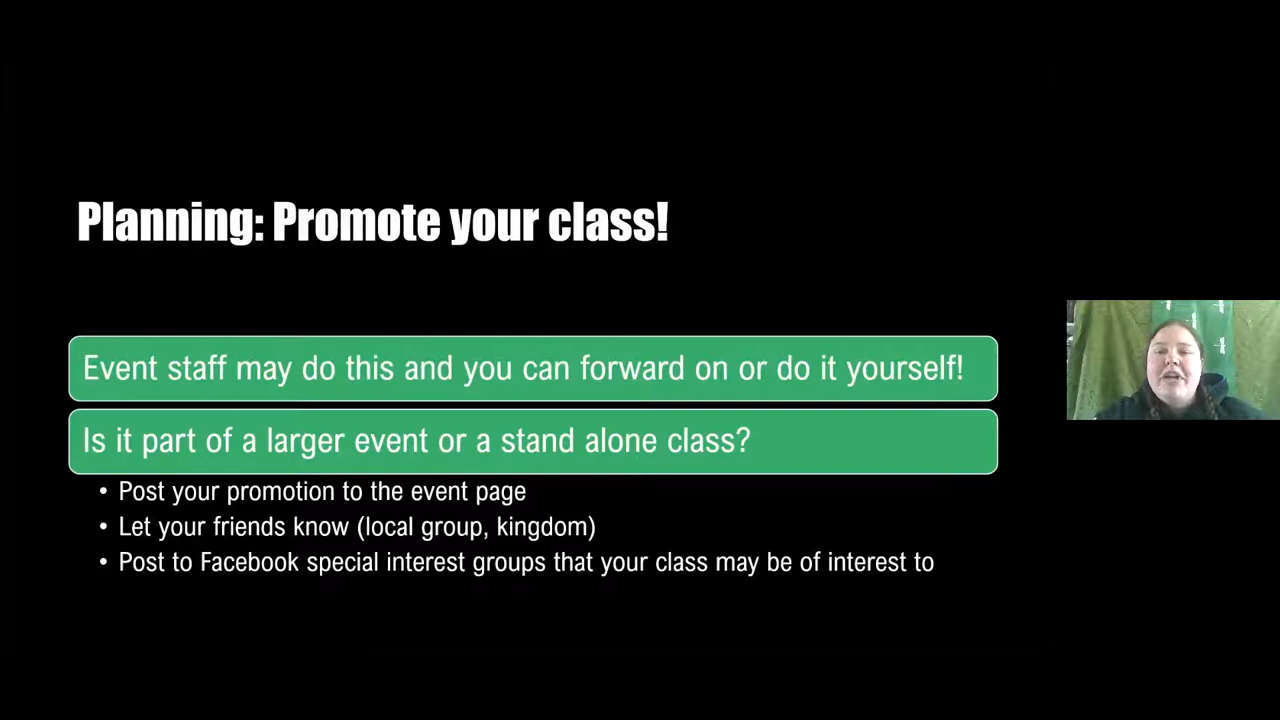 Planning: Promote your class!
Event staff may do this and you can forward on or do it yourself!
Is it part of a larger event or a stand alone class?
• Post your promotion to the event page
• Let your friends know (local group, kingdom)
• Post to Facebook special interest groups that your class may be of interest to